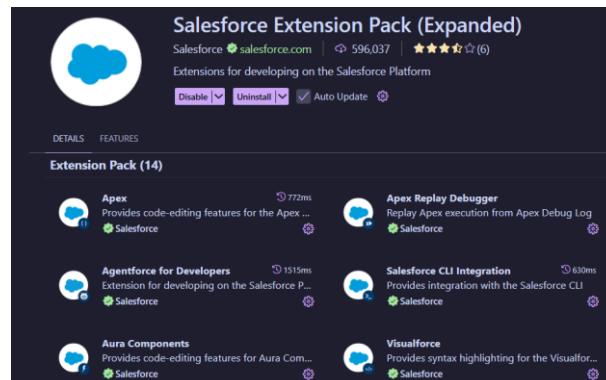 Salesforce Extension Pack (Expanded)
Salesforce salesforce.com 596,037 (6)
Extensions for developing on the Salesforce Platform
Disable Uninstall Auto Update
DETAILS FEATURES
Extension Pack (14)
Apex 772ms
Provides code-editing features for the Apex ...
Salesforce
Apex Replay Debugger
Replay Apex execution from Apex Debug Log
Salesforce
Agentforce for Developers 1515ms
Extension for developing on the Salesforce P...
Salesforce
Salesforce CLI Integration 630ms
Provides integration with the Salesforce CLI
Salesforce
Aura Components
Provides code-editing features for Aura Com...
Salesforce
Visualforce
Provides syntax highlighting for the Visualfor...
Salesforce